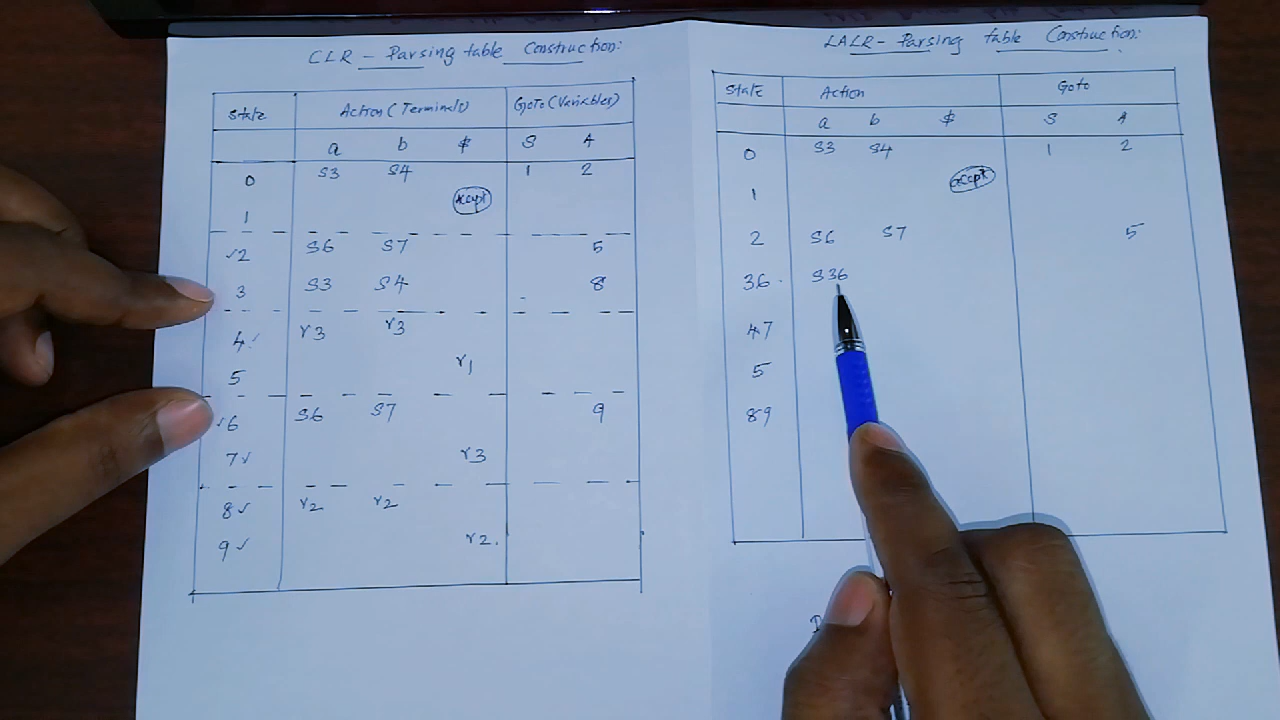 CLR - Parsing table Construction:
State Action (Terminals) GOTO (Variables)
a b $ S A
0 S3 S4 1 2
1 accept
✓2 S6 S7 5
3 S3 S4 8
4✓ r3 r3
5 r1
✓6 S6 S7 9
7✓ r3
8✓ r2 r2
9✓ r2.
LALR - Parsing table Construction:
State Action Goto
a b $ S A
0 S3 S4 1 2
1 accept
2 S6 S7 5
36. S36
47
5
89